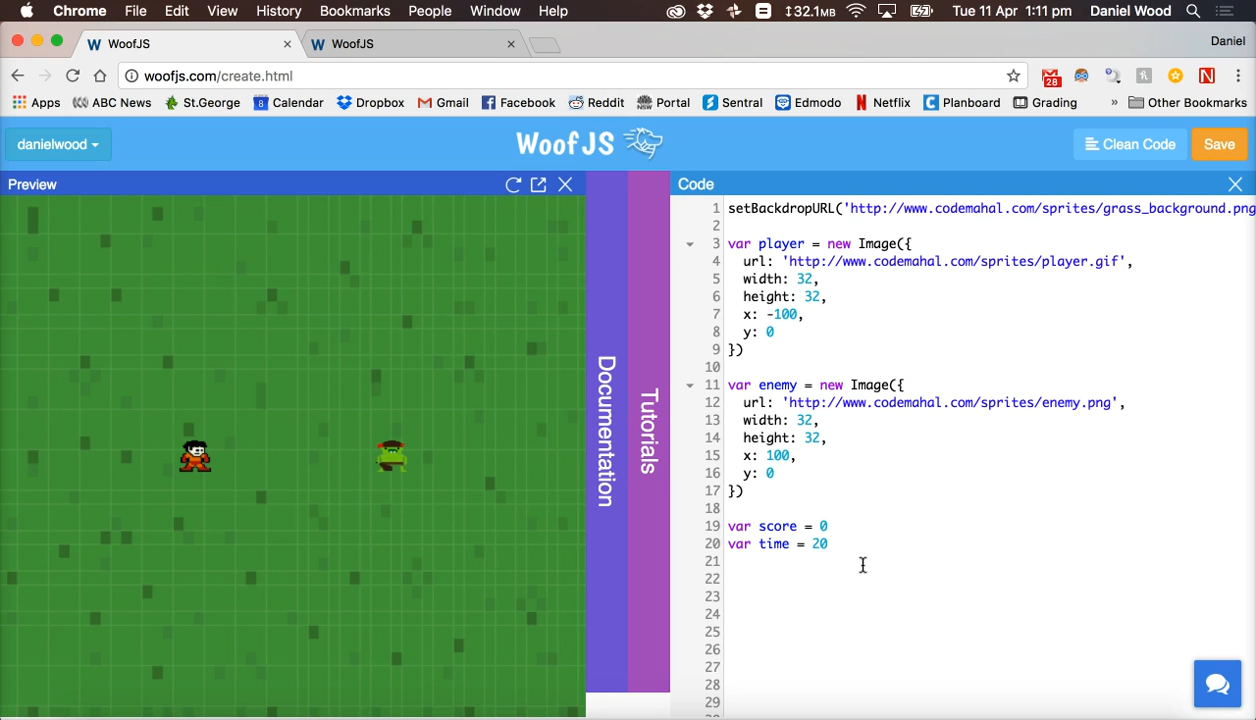 Chrome File Edit View History Bookmarks People Window Help 32.1MB Tue 11 Apr 1:11 pm Daniel Wood
W WoofJS × W WoofJS × Daniel
woofjs.com/create.html 28
Apps ABC News St.George 8 Calendar Dropbox Gmail Facebook Reddit Portal Sentral Edmodo Netflix Planboard Grading » Other Bookmarks
danielwood WoofJS Clean Code Save
Preview
Documentation
Tutorials
Code
1 setBackdropURL('http://www.codemahal.com/sprites/grass_background.png
2
3 var player = new Image({
4 url: 'http://www.codemahal.com/sprites/player.gif',
5 width: 32,
6 height: 32,
7 x: -100,
8 y: 0
9 })
10
11 var enemy = new Image({
12 url: 'http://www.codemahal.com/sprites/enemy.png',
13 width: 32,
14 height: 32,
15 x: 100,
16 y: 0
17 })
18
19 var score = 0
20 var time = 20
21
22
23
24
25
26
27
28
29